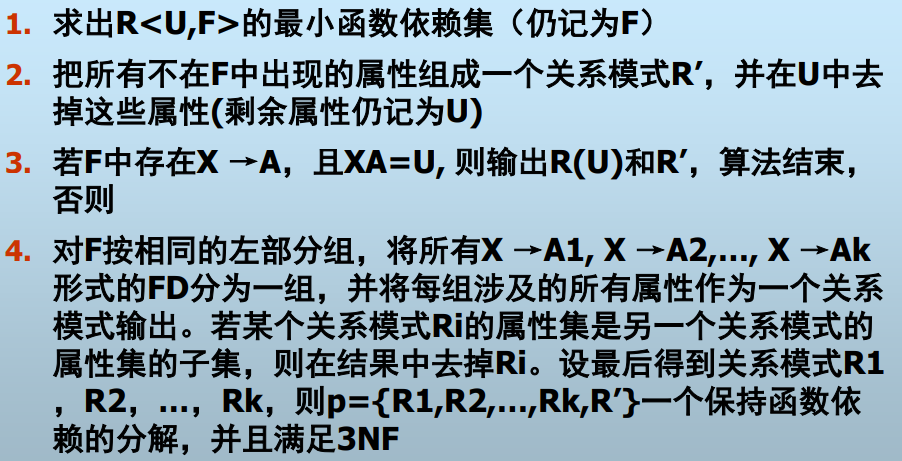 1. 求出R<U,F>的最小函数依赖集（仍记为F）
2. 把所有不在F中出现的属性组成一个关系模式R’，并在U中去
掉这些属性(剩余属性仍记为U)
3. 若F中存在X →A，且XA=U, 则输出R(U)和R’，算法结束，
否则
4. 对F按相同的左部分组，将所有X →A1, X →A2,..., X →Ak
形式的FD分为一组，并将每组涉及的所有属性作为一个关系
模式输出。若某个关系模式Ri的属性集是另一个关系模式的
属性集的子集，则在结果中去掉Ri。设最后得到关系模式R1
，R2，...，Rk，则p={R1,R2,...,Rk,R’}一个保持函数依
赖的分解，并且满足3NF